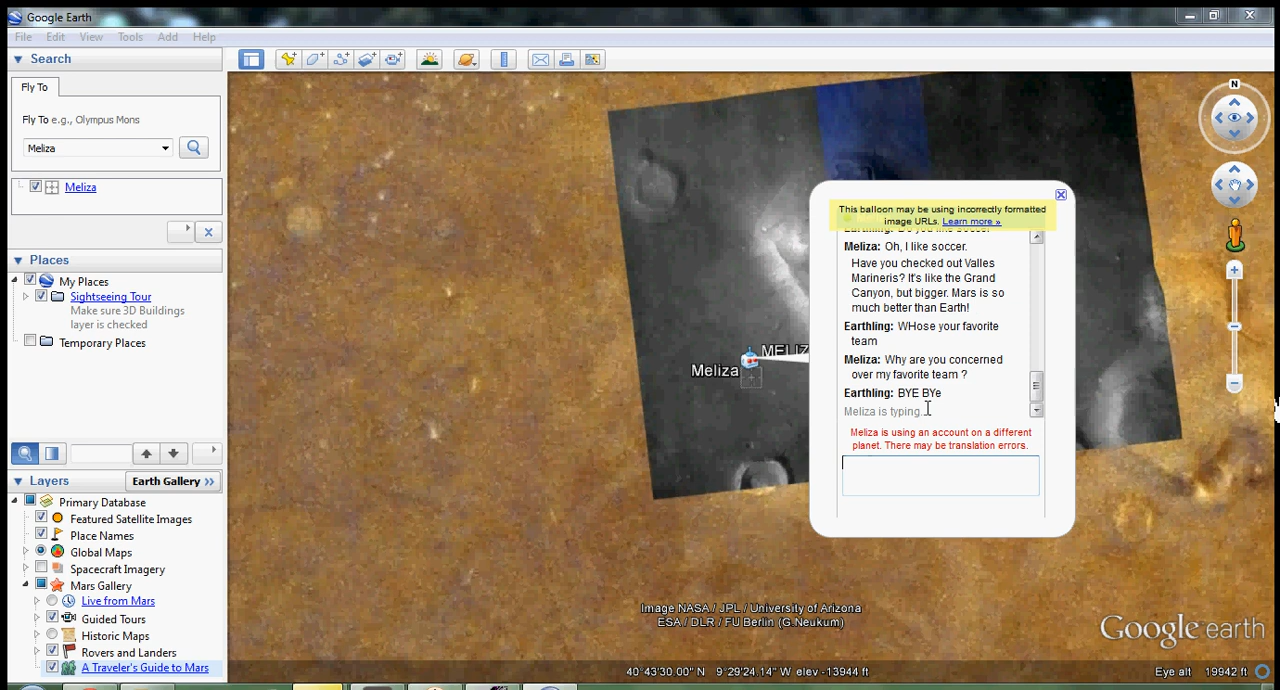 Google Earth
File Edit View Tools Add Help
Search
Fly To
Fly To e.g., Olympus Mons
Meliza
Meliza
Places
My Places
Sightseeing Tour
Make sure 3D Buildings
layer is checked
Temporary Places
Layers
Earth Gallery >>
Primary Database
Featured Satellite Images
Place Names
Global Maps
Spacecraft Imagery
Mars Gallery
Live from Mars
Guided Tours
Historic Maps
Rovers and Landers
A Traveler's Guide to Mars
N
Meliza
MELIZ
This balloon may be using incorrectly formatted
image URLs. Learn more »
Meliza: Oh, I like soccer.
Have you checked out Valles
Marineris? It's like the Grand
Canyon, but bigger. Mars is so
much better than Earth!
Earthling: WHose your favorite
team
Meliza: Why are you concerned
over my favorite team ?
Earthling: BYE BYe
Meliza is typing...
Meliza is using an account on a different
planet. There may be translation errors.
Image NASA / JPL / University of Arizona
ESA / DLR / FU Berlin (G.Neukum)
Google earth
40°43'30.00" N 9°29'24.14" W elev -13944 ft
Eye alt 19942 ft